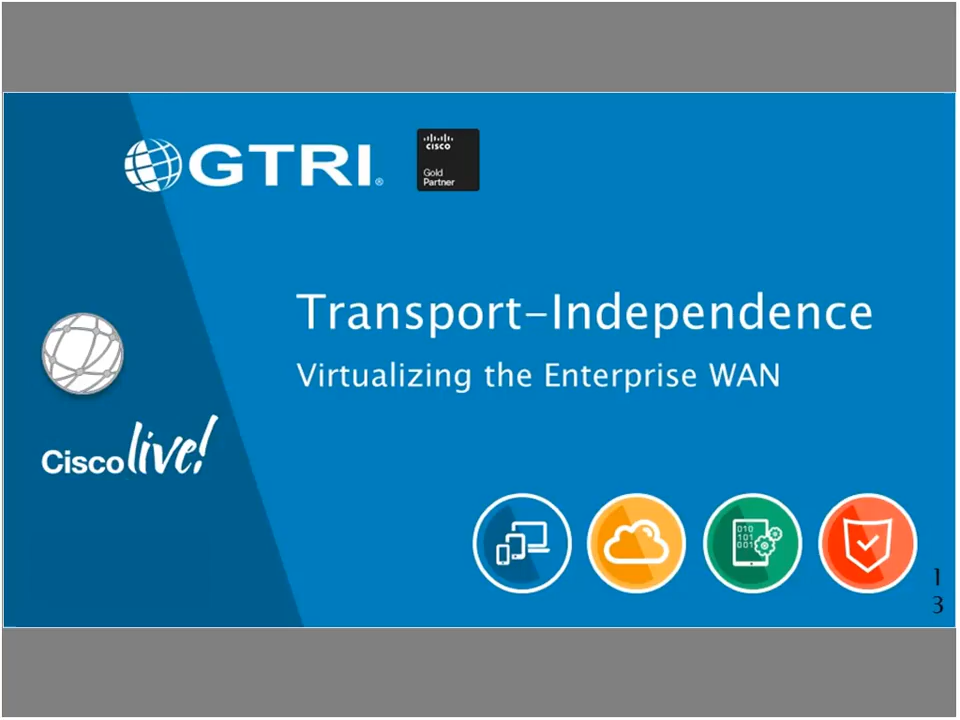 GTRI®
cisco
Gold
Partner
Transport-Independence
Virtualizing the Enterprise WAN
Cisco live!
010
101
001
1
3